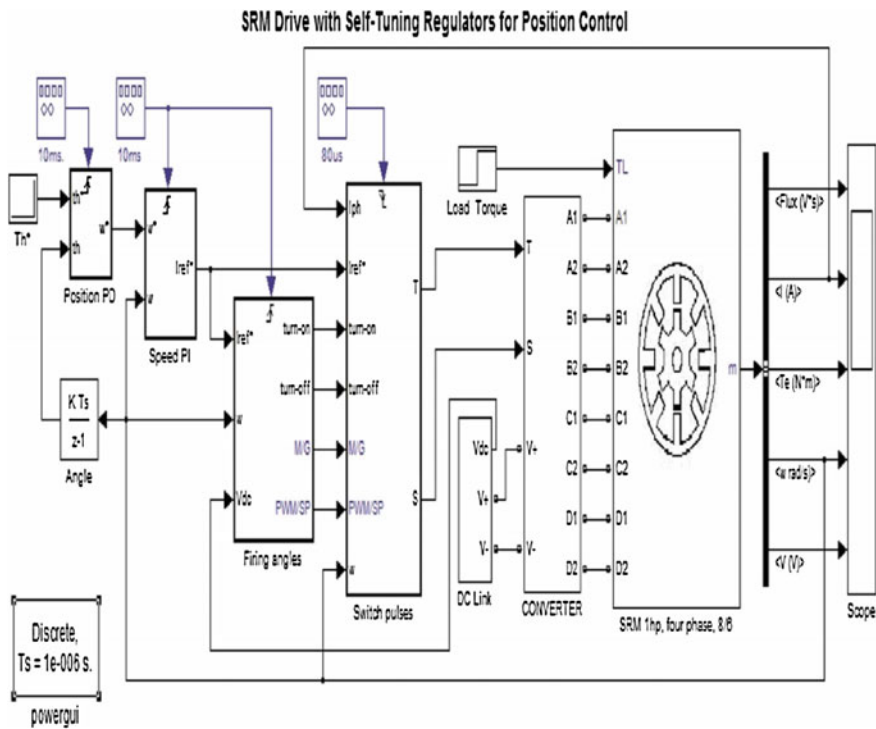 SRM Drive with Self-Tuning Regulators for Position Control
10ms.
10ms
80us
Th*
th*
th
w*
Position PD
w*
w
Iref*
Speed PI
K Ts
z-1
Angle
Iref*
w
Vdc
turn-on
turn-off
M/G
PWM/SP
Firing angles
Iph
Iref*
turn-on
turn-off
M/G
PWM/SP
w
T
S
Switch pulses
Load Torque
Vdc
V+
V-
DC Link
T
S
V+
V-
A1
A2
B1
B2
C1
C2
D1
D2
CONVERTER
TL
A1
A2
B1
B2
C1
C2
D1
D2
m
SRM 1hp, four phase, 8/6
<Flux (V*s)>
<I (A)>
<Te (N*m)>
<w rad/s)>
<V (V)>
Scope
Discrete,
Ts = 1e-006 s.
powergui